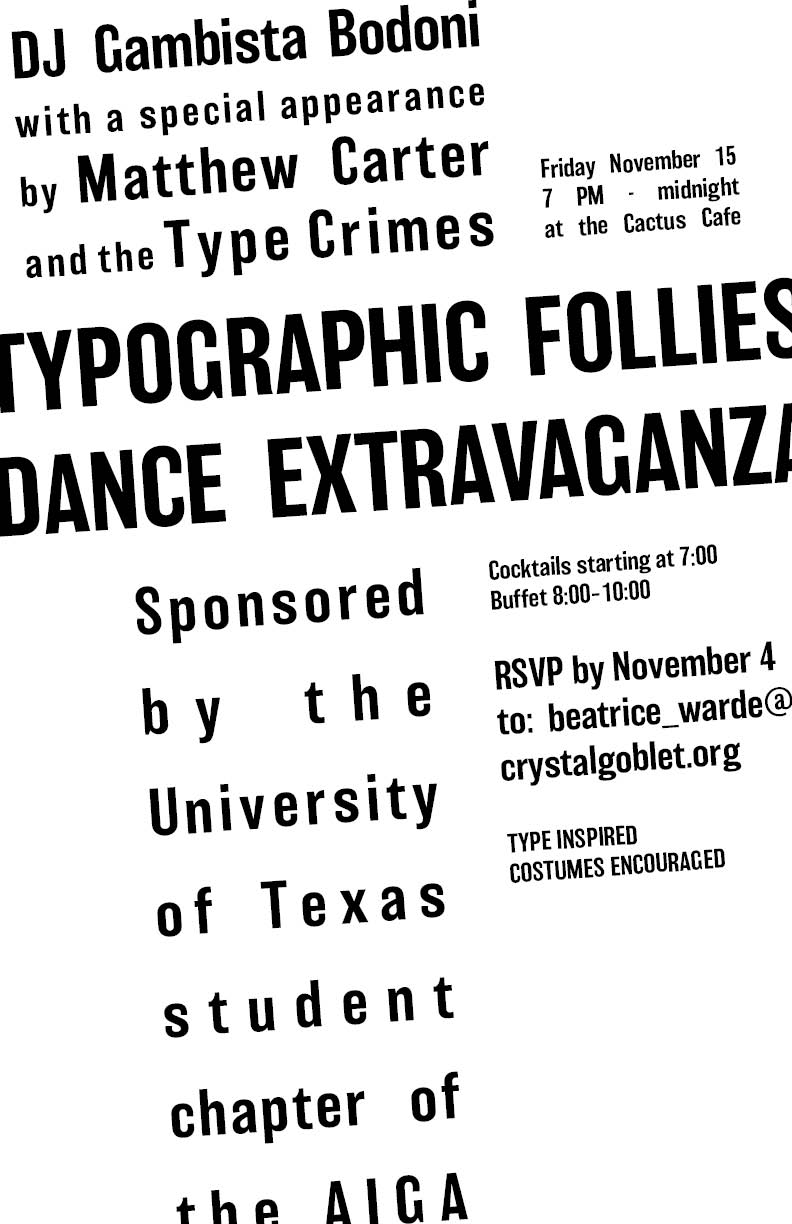 DJ Gambista Bodoni
with a special appearance
by Matthew Carter
and the Type Crimes
Friday November 15
7 PM - midnight
at the Cactus Cafe
TYPOGRAPHIC FOLLIES
DANCE EXTRAVAGANZA
Sponsored
by the
University
of Texas
student
chapter of
the AIGA
Cocktails starting at 7:00
Buffet 8:00-10:00
RSVP by November 4
to: beatrice_warde@
crystalgoblet.org
TYPE INSPIRED
COSTUMES ENCOURAGED